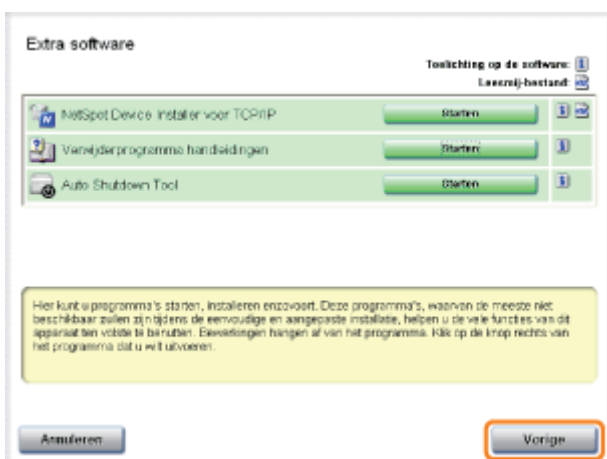 Extra software
Toelichting op de software:
Leesmij-bestand:
NetSpot Device Installer voor TCP/IP
Starten
Verwijderprogramma handleidingen
Starten
Auto Shutdown Tool
Starten
Hier kunt u programma's starten, installeren enzovoort. Deze programma's, waarvan de meeste niet
beschikbaar zullen zijn tijdens de eenvoudige en aangepaste installatie, helpen u de vele functies van dit
apparaat ten volste te benutten. Bewerkingen hangen af van het programma. Klik op de knop rechts van
het programma dat u wilt uitvoeren.
Annuleren
Vorige